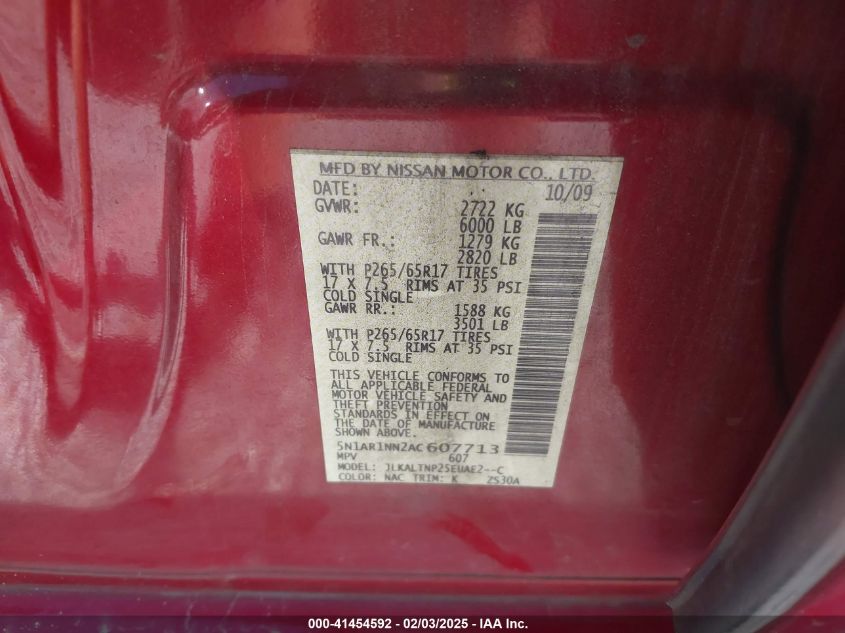 MFD BY NISSAN MOTOR CO., LTD.
DATE: 10/09
GVWR: 2722 KG
6000 LB
GAWR FR.: 1279 KG
2820 LB
WITH P265/65R17 TIRES
17 X 7.5 RIMS AT 35 PSI
COLD SINGLE
GAWR RR.: 1588 KG
3501 LB
WITH P265/65R17 TIRES
17 X 7.5 RIMS AT 35 PSI
COLD SINGLE
THIS VEHICLE CONFORMS TO
ALL APPLICABLE FEDERAL
MOTOR VEHICLE SAFETY AND
THEFT PREVENTION
STANDARDS IN EFFECT ON
THE DATE OF MANUFACTURE
SHOWN ABOVE.
5N1AR1NN2AC607713
MPV 607
MODEL: JLKALTNP25EUAE2--C
COLOR: NAC TRIM: K 2S30A
000-41454592 - 02/03/2025 - IAA Inc.